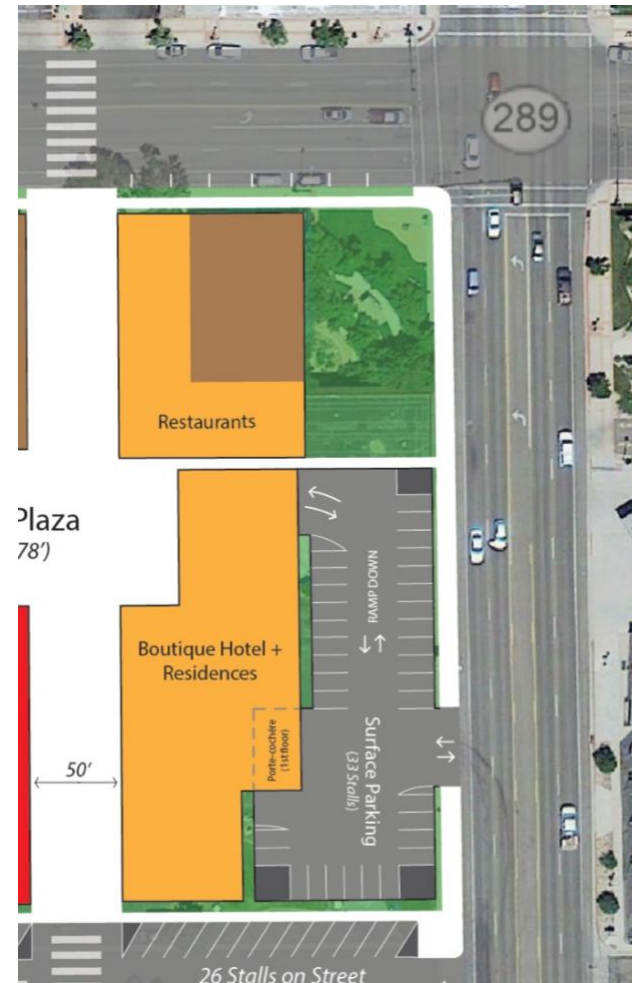 289
Restaurants
Plaza
78')
RAMP DOWN
Boutique Hotel +
Residences
Porte-cochère
(1st floor)
Surface Parking
(33 Stalls)
50'
26 Stalls on Street